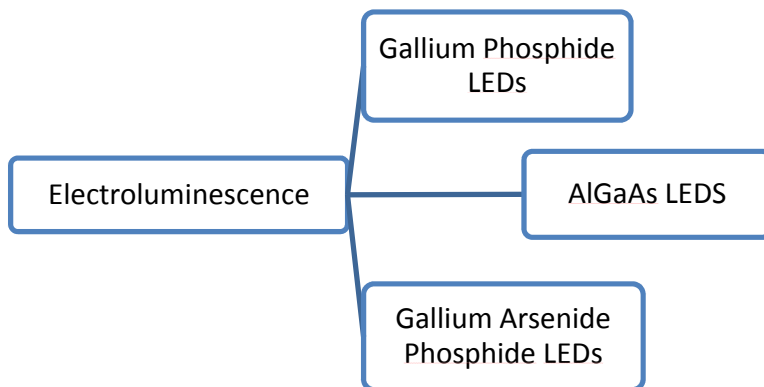 Gallium Phosphide
LEDs
Electroluminescence
AlGaAs LEDS
Gallium Arsenide
Phosphide LEDs